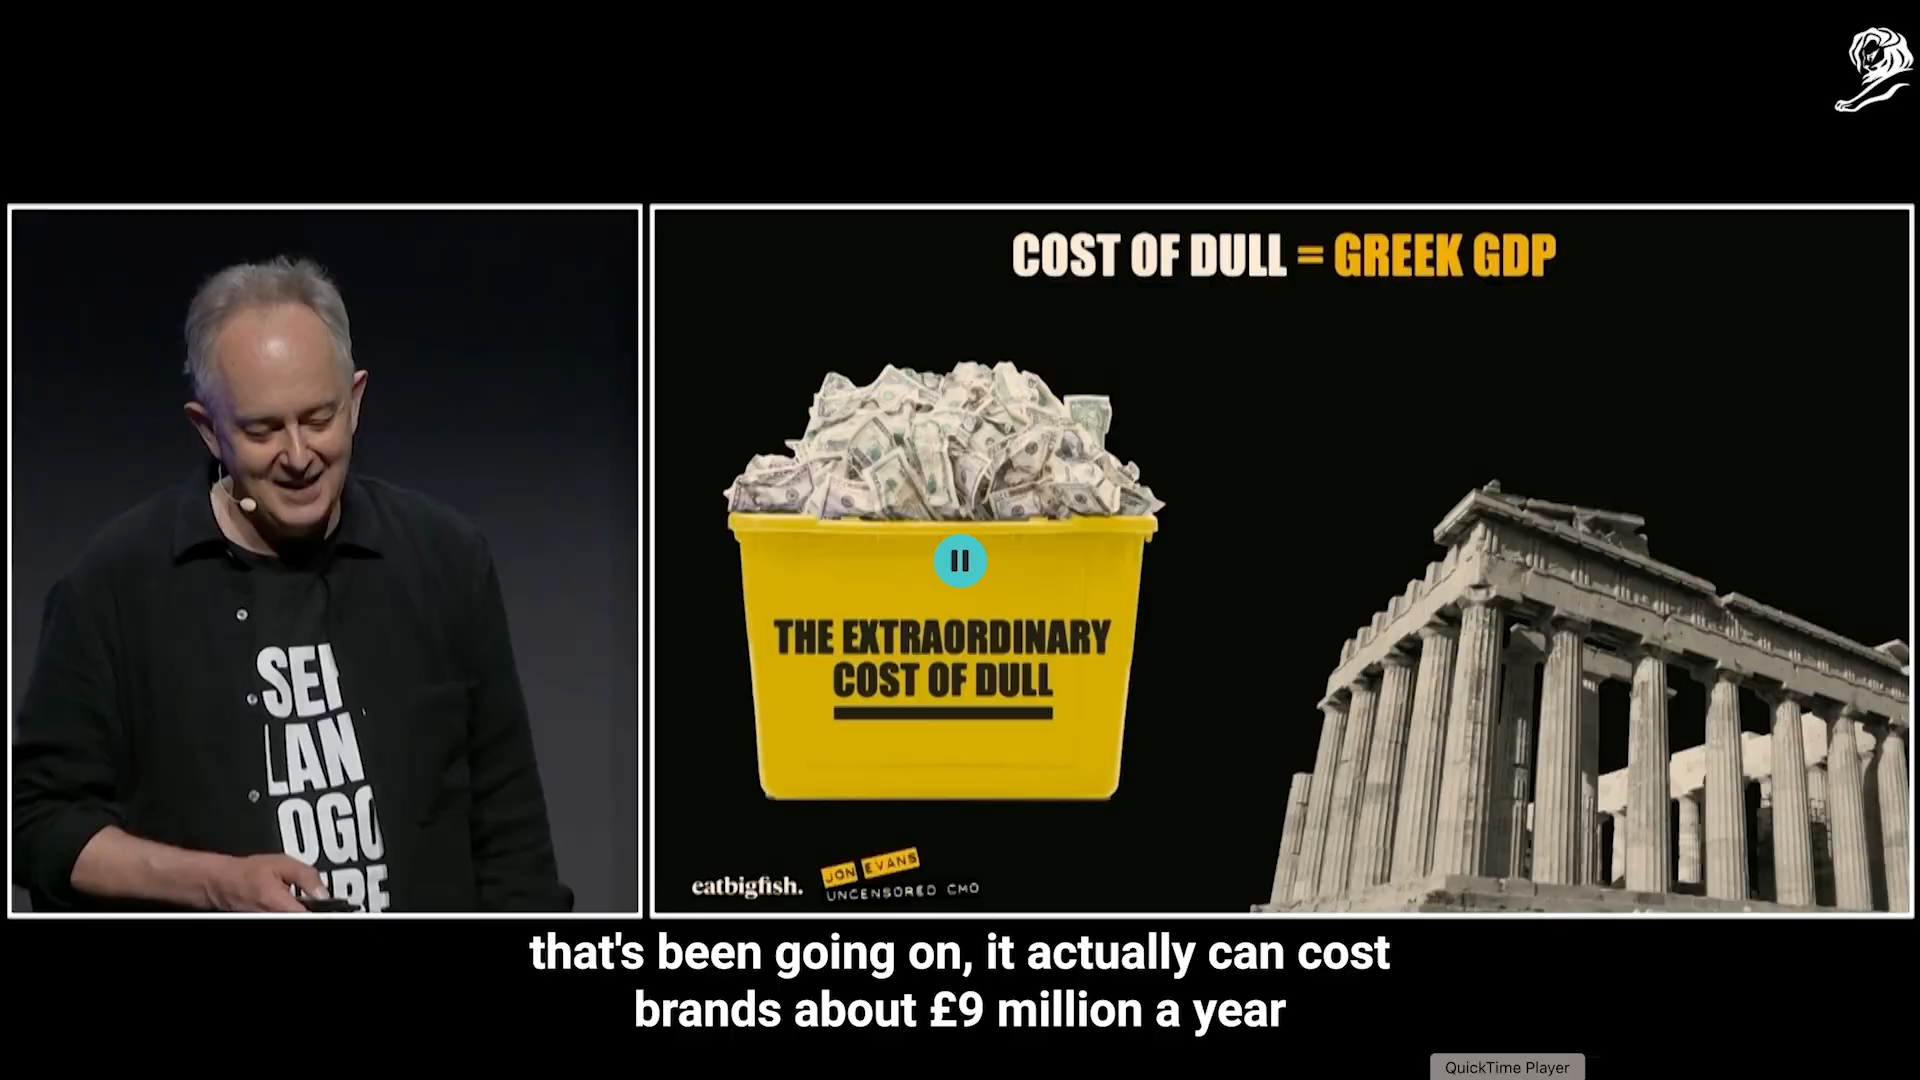 COST OF DULL = GREEK GDP
THE EXTRAORDINARY
COST OF DULL
eatbigfish.
JON EVANS
UNCENSORED CMO
LAN
that's been going on, it actually can cost
brands about £9 million a year
QuickTime Player